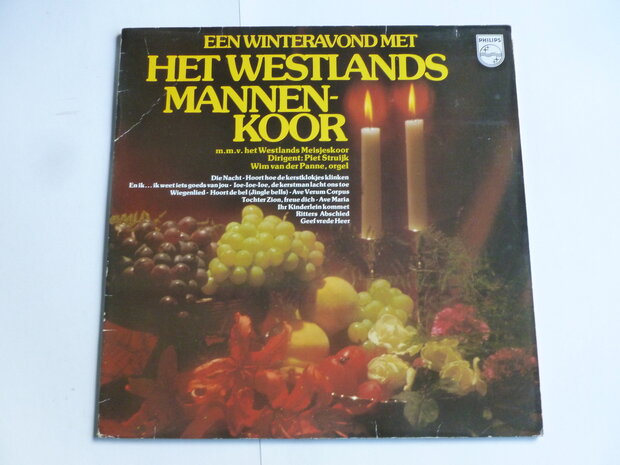 EEN WINTERAVOND MET
PHILIPS
HET WESTLANDS
MANNEN-
KOOR
m.m.v. het Westlands Meisjeskoor
Dirigent: Piet Struijk
Wim van der Panne, orgel
Die Nacht - Hoort hoe de kerstklokjes klinken
En ik... ik weet iets goeds van jou - Ioe-Ioe-Ioe, de kerstman lacht ons toe
Wiegenlied - Hoort de bel (Jingle bells) - Ave Verum Corpus
Tochter Zion, freue dich - Ave Maria
Ihr Kinderlein kommet
Ritters Abschied
Geef vrede Heer